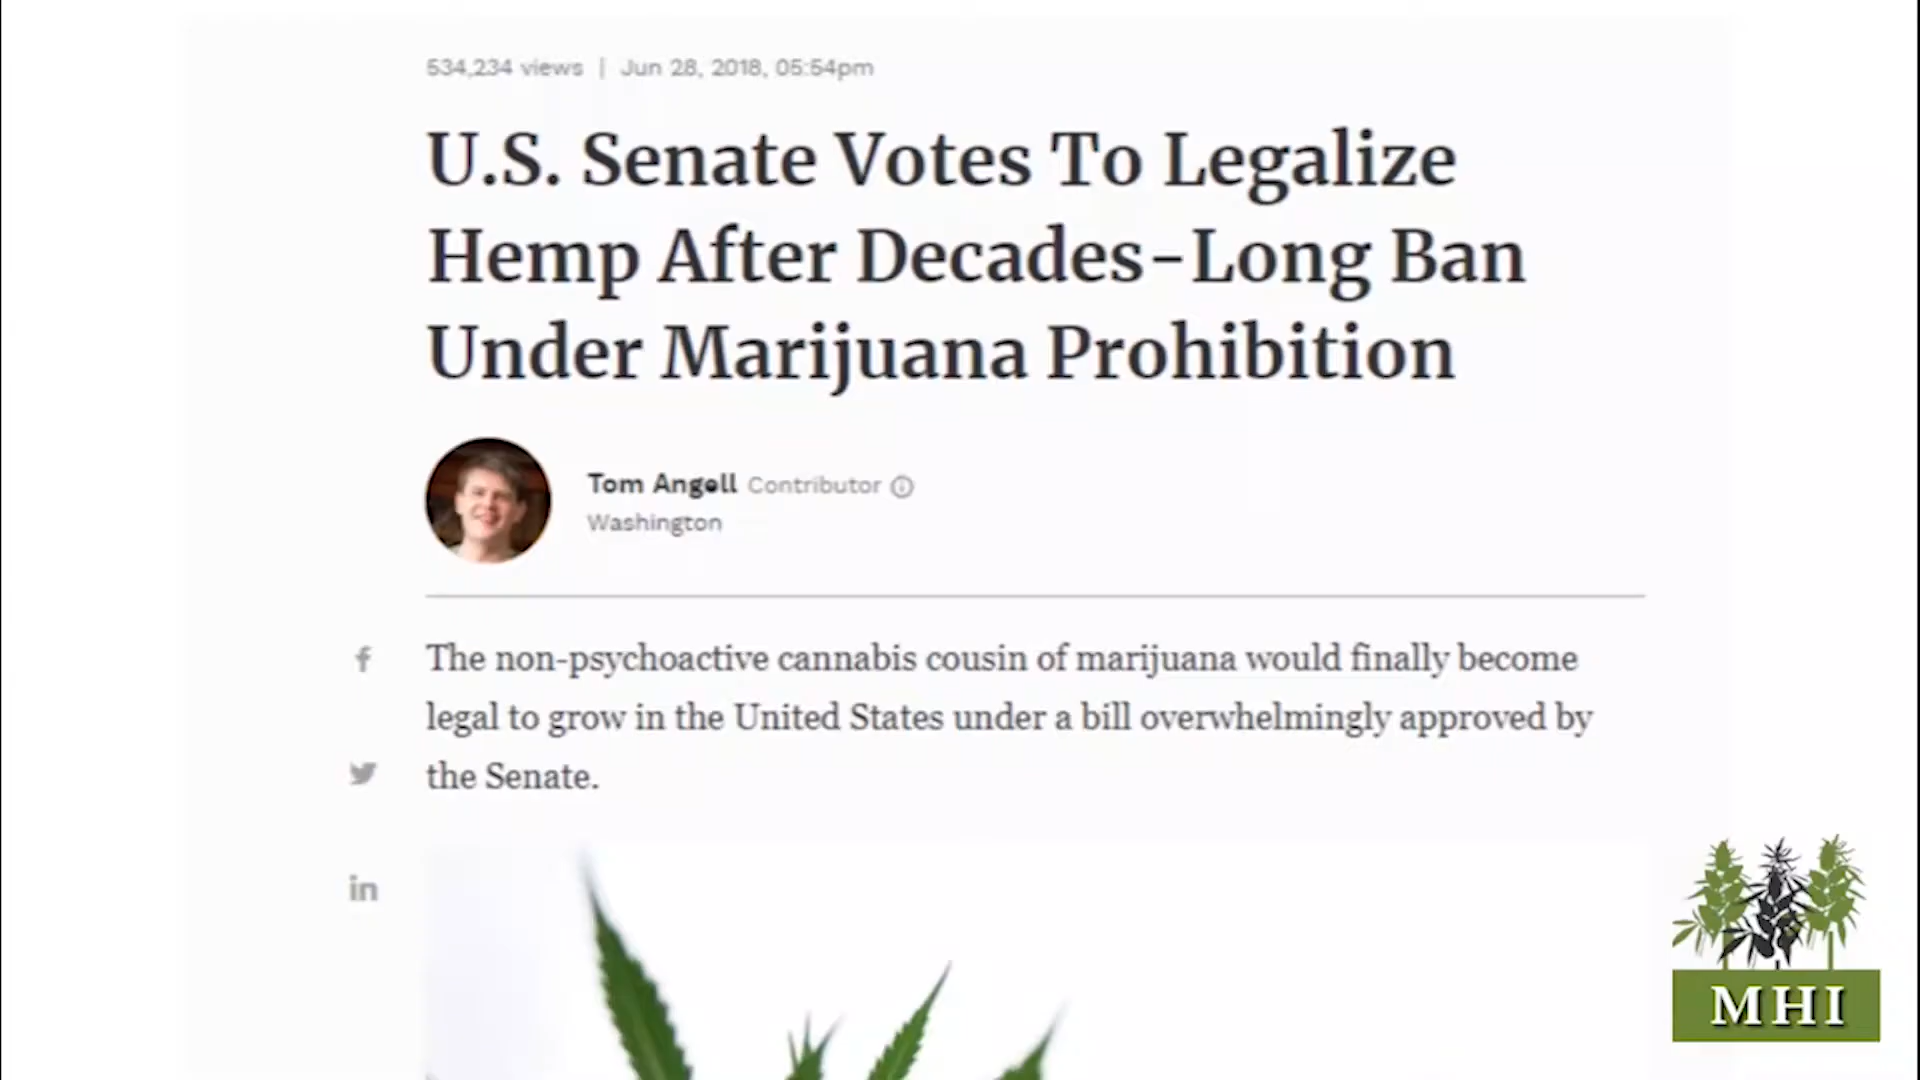 534,234 views | Jun 28, 2018, 05:54pm
U.S. Senate Votes To Legalize
Hemp After Decades-Long Ban
Under Marijuana Prohibition
Tom Angell Contributor
Washington
The non-psychoactive cannabis cousin of marijuana would finally become
legal to grow in the United States under a bill overwhelmingly approved by
the Senate.
MHI